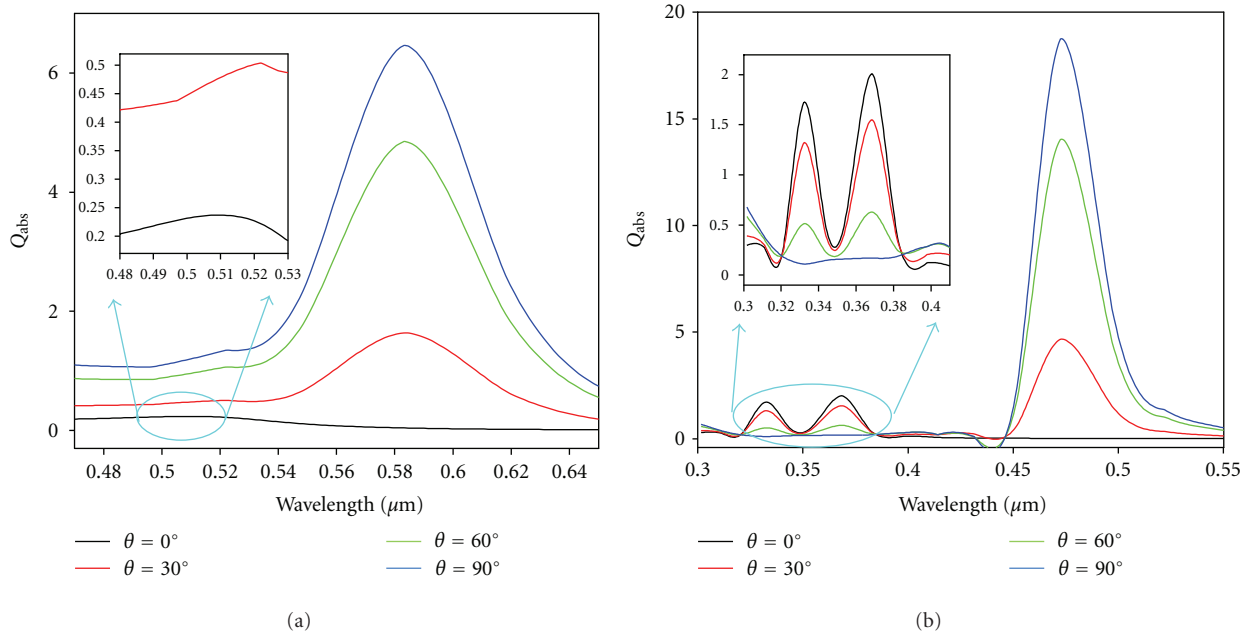 6
4
2
0
Q_abs
0.5
0.45
0.4
0.35
0.3
0.25
0.2
0.48 0.49 0.5 0.51 0.52 0.53
0.48 0.5 0.52 0.54 0.56 0.58 0.6 0.62 0.64
Wavelength (μm)
θ = 0°
θ = 30°
θ = 60°
θ = 90°
(a)
20
15
10
5
0
Q_abs
2
1.5
1
0.5
0
0.3 0.32 0.34 0.36 0.38 0.4
0.3 0.35 0.4 0.45 0.5 0.55
Wavelength (μm)
θ = 0°
θ = 30°
θ = 60°
θ = 90°
(b)